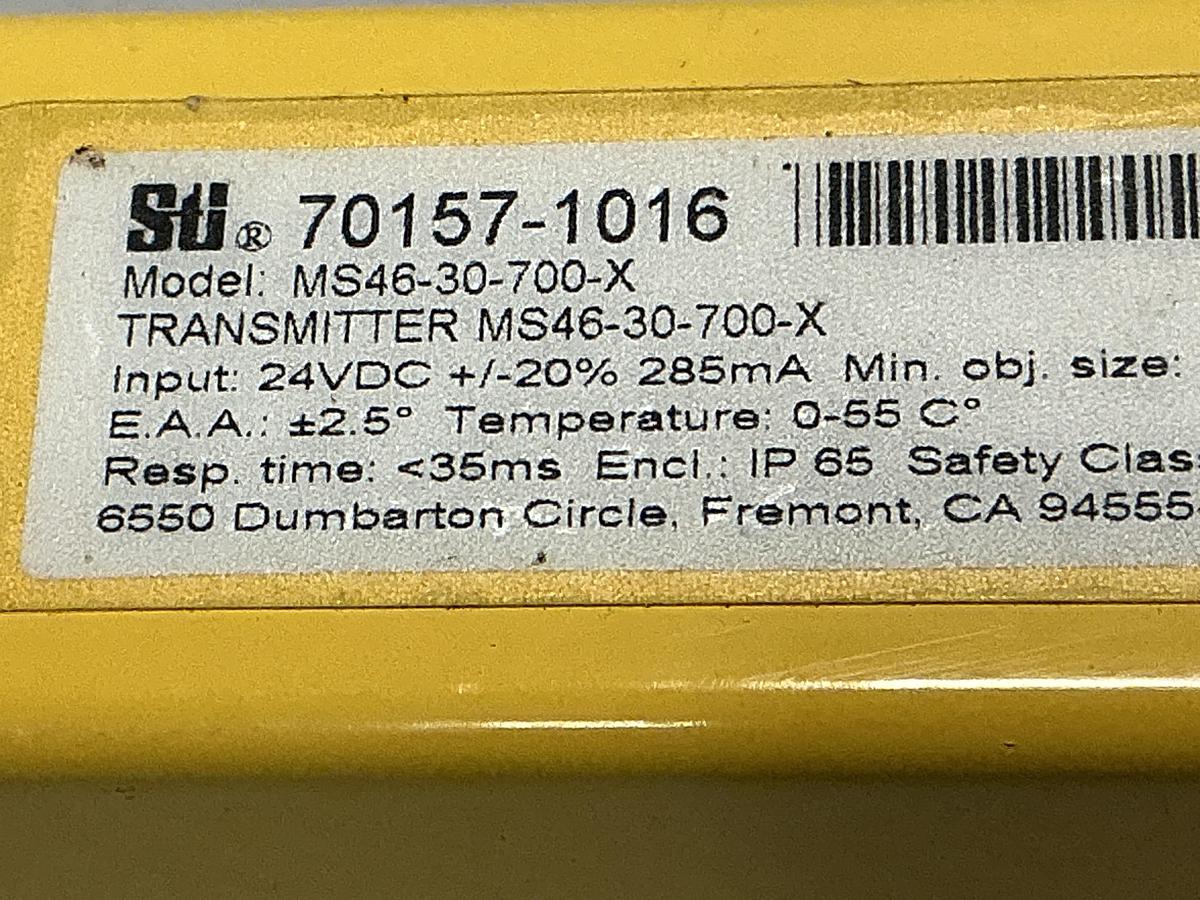 Sti® 70157-1016
Model: MS46-30-700-X
TRANSMITTER MS46-30-700-X
Input: 24VDC +/-20% 285mA Min. obj. size:
E.A.A.: ±2.5° Temperature: 0-55 C°
Resp. time: <35ms Encl.: IP 65 Safety Clas
6550 Dumbarton Circle, Fremont, CA 94555